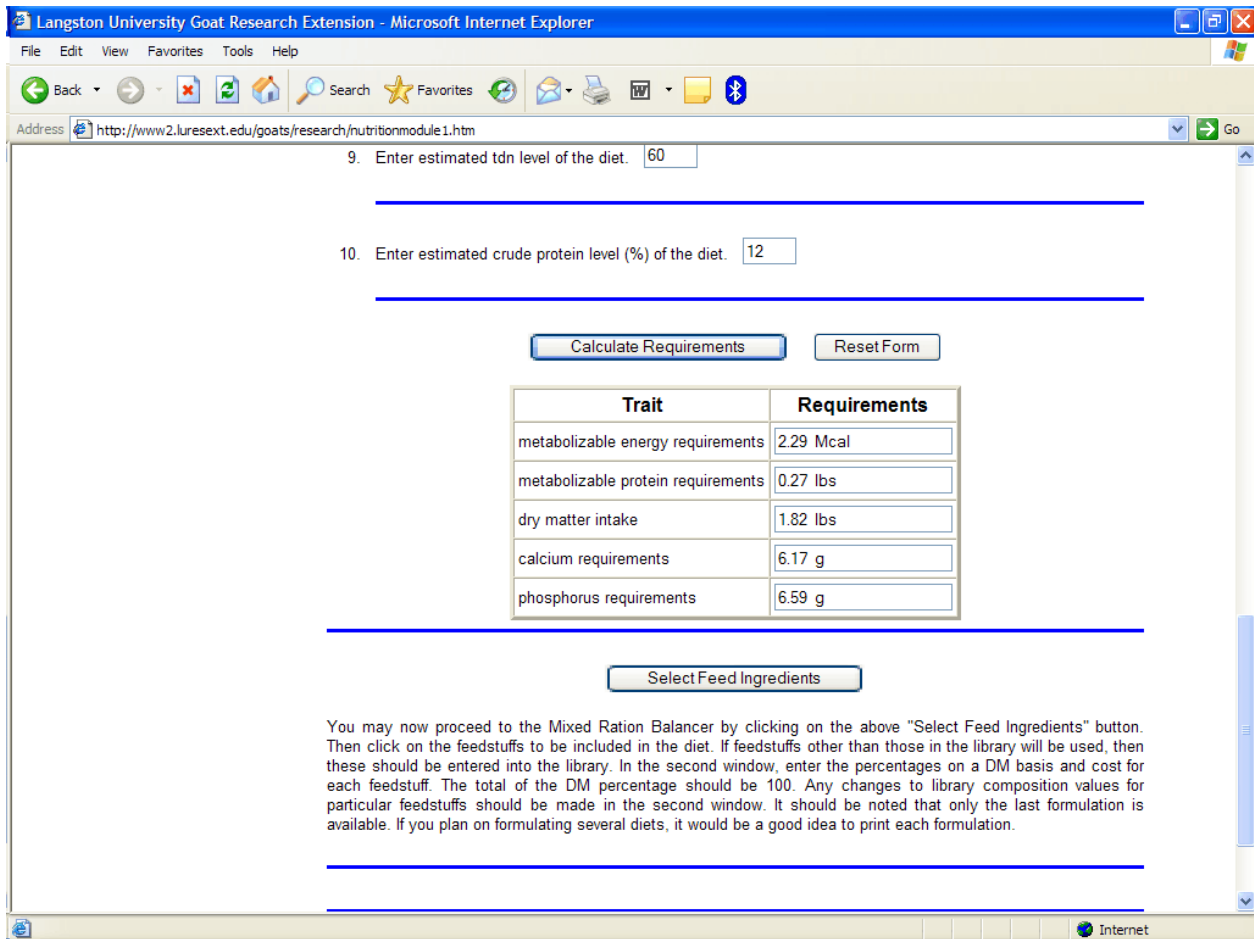 Langston University Goat Research Extension - Microsoft Internet Explorer
File Edit View Favorites Tools Help
Back Search Favorites
Address http://www2.luresext.edu/goats/research/nutritionmodule1.htm Go
9. Enter estimated tdn level of the diet. 60
10. Enter estimated crude protein level (%) of the diet. 12
Calculate Requirements Reset Form
Trait Requirements
metabolizable energy requirements 2.29 Mcal
metabolizable protein requirements 0.27 lbs
dry matter intake 1.82 lbs
calcium requirements 6.17 g
phosphorus requirements 6.59 g
Select Feed Ingredients
You may now proceed to the Mixed Ration Balancer by clicking on the above "Select Feed Ingredients" button.
Then click on the feedstuffs to be included in the diet. If feedstuffs other than those in the library will be used, then
these should be entered into the library. In the second window, enter the percentages on a DM basis and cost for
each feedstuff. The total of the DM percentage should be 100. Any changes to library composition values for
particular feedstuffs should be made in the second window. It should be noted that only the last formulation is
available. If you plan on formulating several diets, it would be a good idea to print each formulation.
Internet